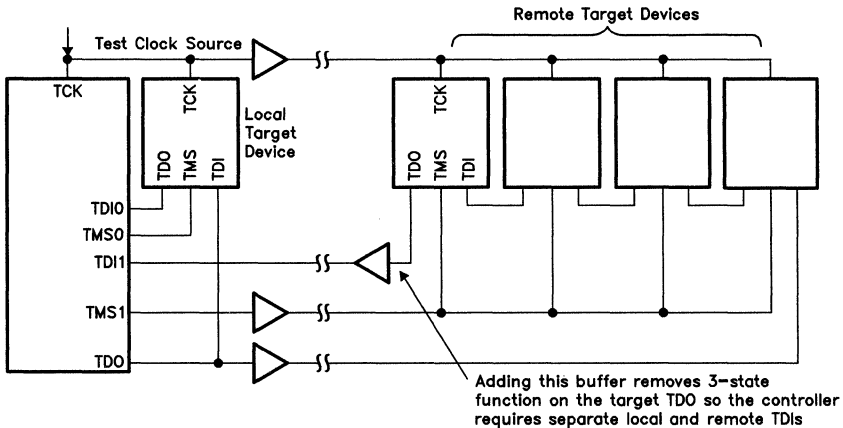 Remote Target Devices
Test Clock Source
TCK
TCK
TCK
Local
Target
Device
TDO
TMS
TDI
TDO
TMS
TDI
TDI0
TMS0
TDI1
TMS1
TDO
Adding this buffer removes 3-state
function on the target TDO so the controller
requires separate local and remote TDIs